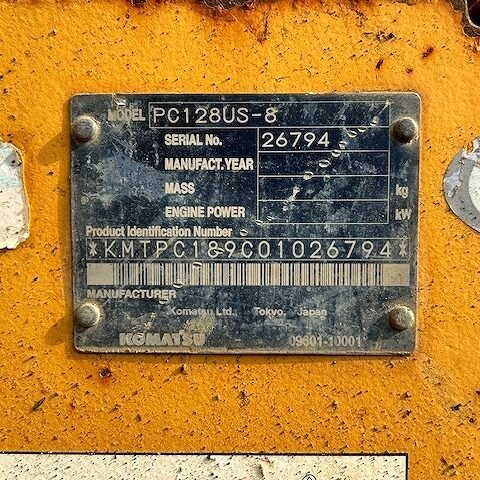 MODEL PC128US-8
SERIAL No. 26794
MANUFACT.YEAR
MASS kg
ENGINE POWER kW
Product Identification Number
*KMTPC189C01026794*
MANUFACTURER
Komatsu Ltd., Tokyo, Japan
KOMATSU 09601-10001